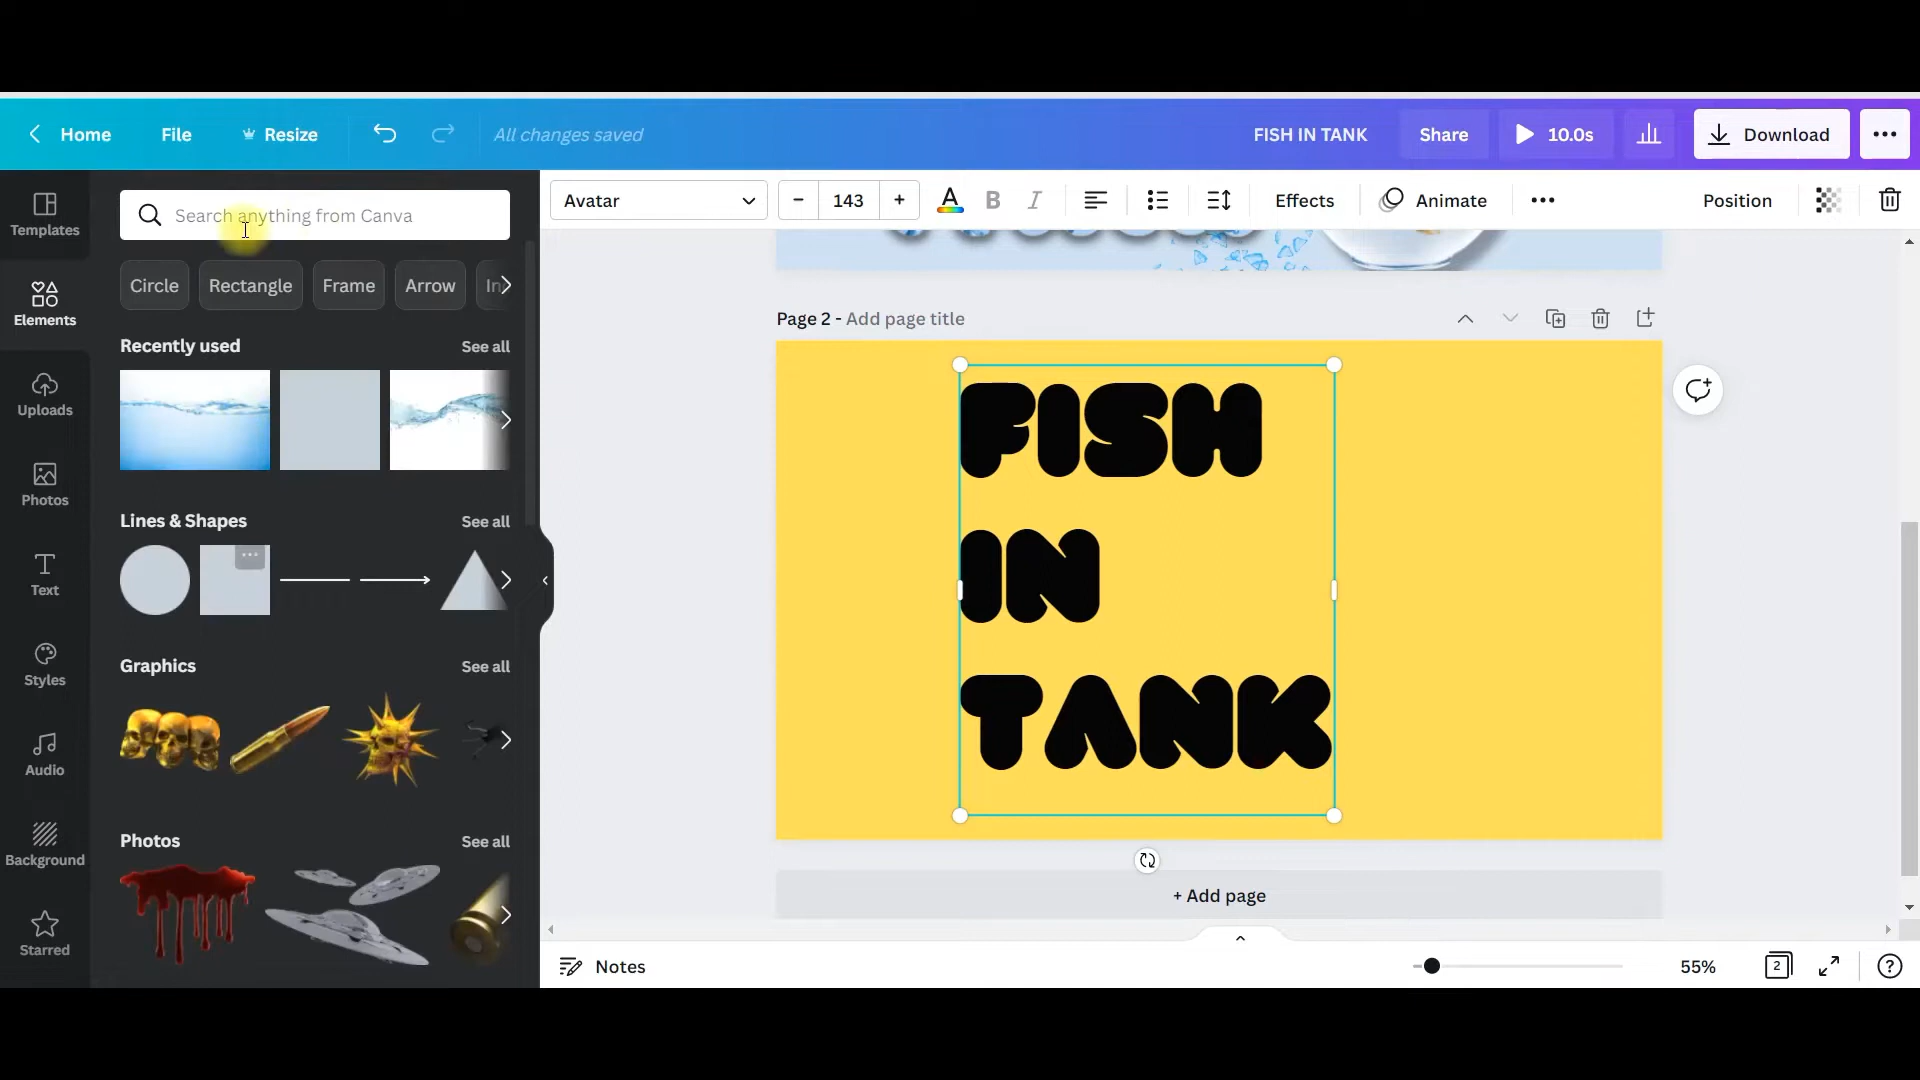 Home File Resize All changes saved FISH IN TANK Share 10.0s Download
Templates
Elements
Uploads
Photos
Text
Styles
Audio
Background
Starred
Search anything from Canva
Circle Rectangle Frame Arrow In
Recently used See all
Lines & Shapes See all
Graphics See all
Photos See all
Avatar - 143 + A B I Effects Animate Position
Page 2 - Add page title
FISH
IN
TANK
+ Add page
Notes 55% 2 ?